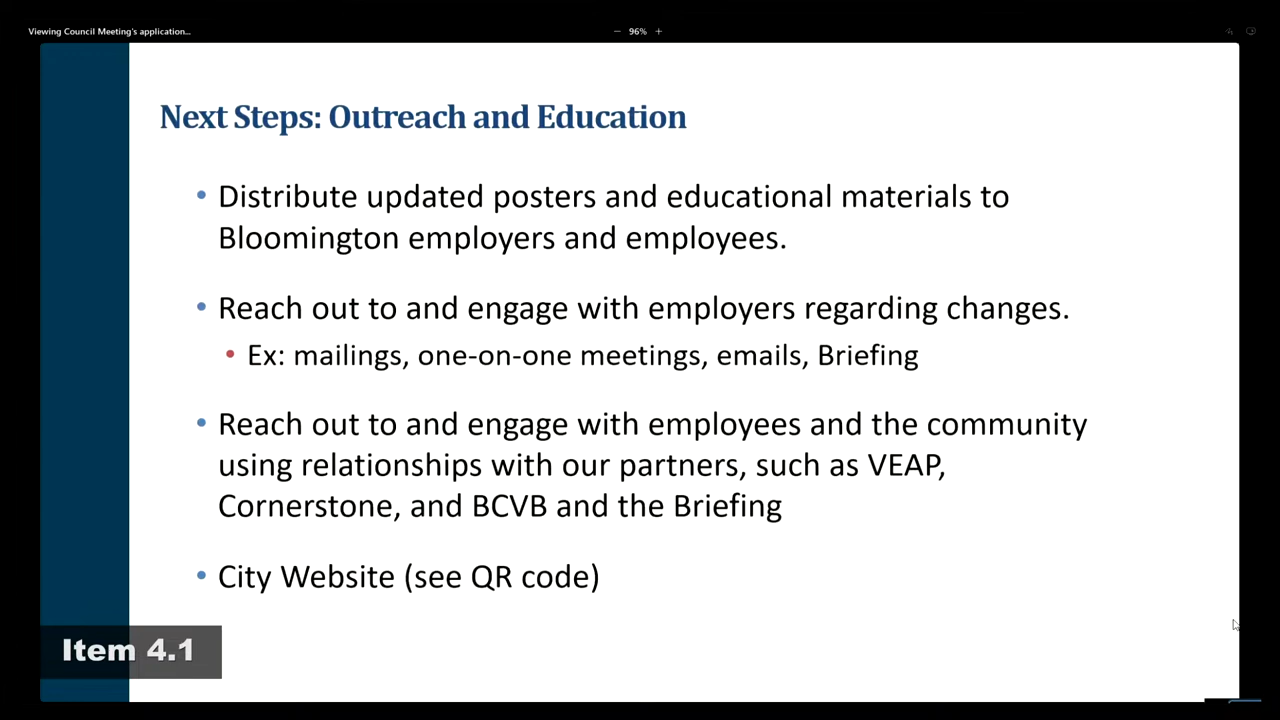 Viewing Council Meeting's application...
− 96% +
Next Steps: Outreach and Education
• Distribute updated posters and educational materials to
Bloomington employers and employees.
• Reach out to and engage with employers regarding changes.
• Ex: mailings, one-on-one meetings, emails, Briefing
• Reach out to and engage with employees and the community
using relationships with our partners, such as VEAP,
Cornerstone, and BCVB and the Briefing
• City Website (see QR code)
Item 4.1